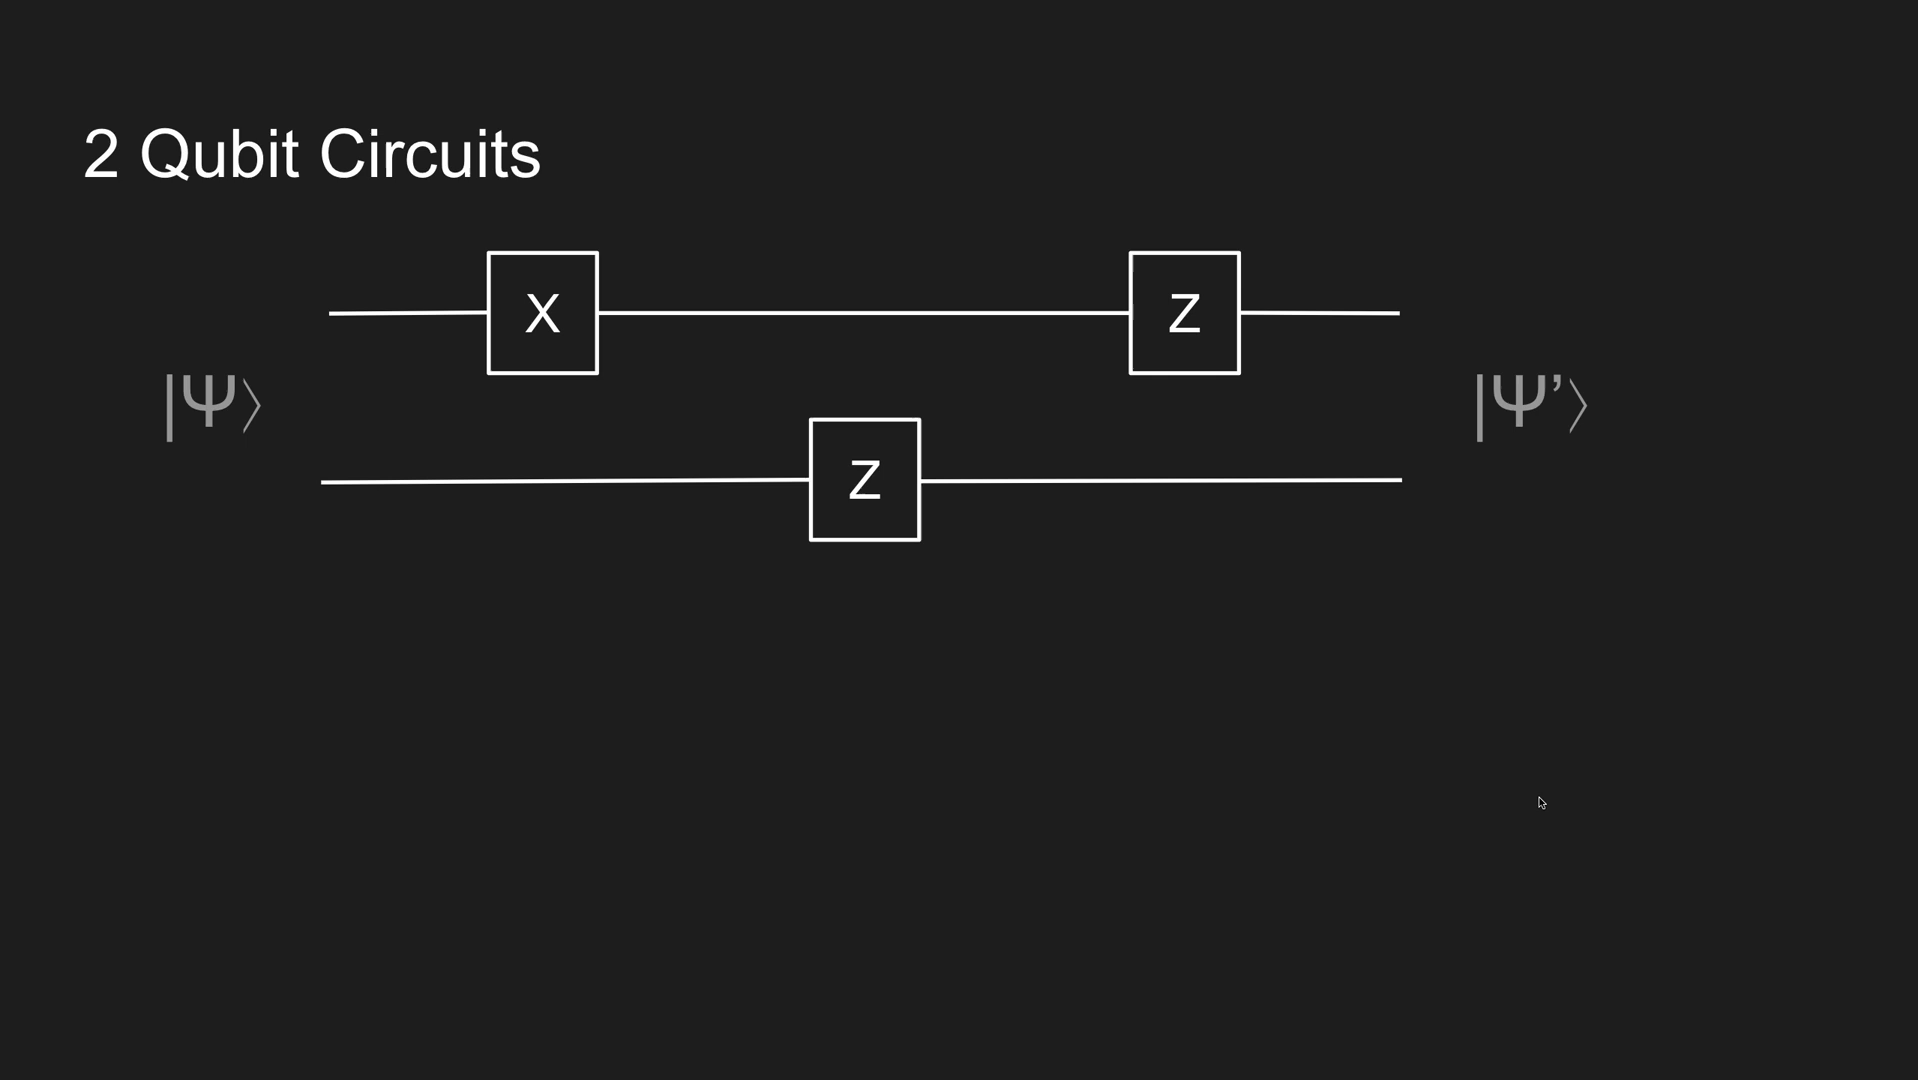 2 Qubit Circuits
X
Z
|Ψ⟩
|Ψ’⟩
Z